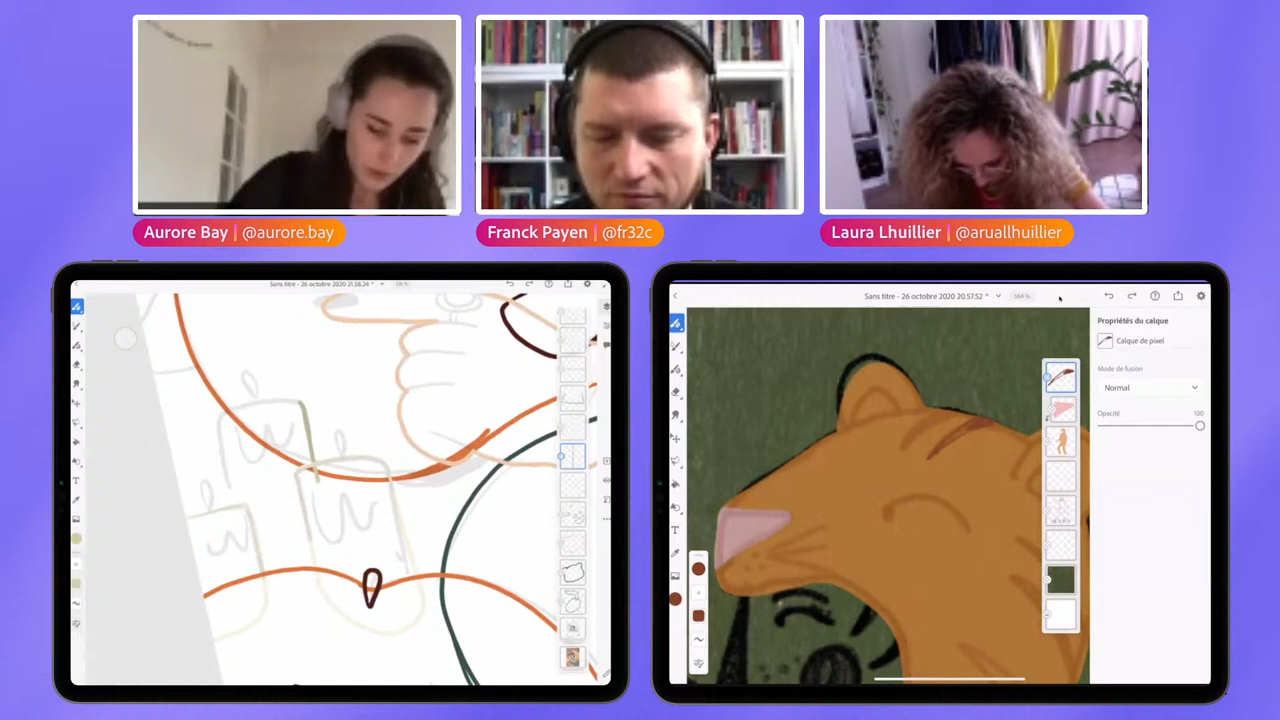 Aurore Bay | @aurore.bay
Franck Payen | @fr32c
Laura Lhuillier | @aruallhuillier
Sans titre - 26 octobre 2020 21.58.24 *
Sans titre - 26 octobre 2020 20.57.52 *
564 %
Propriétés du calque
Calque de pixel
Mode de fusion
Normal
Opacité
100
T
T